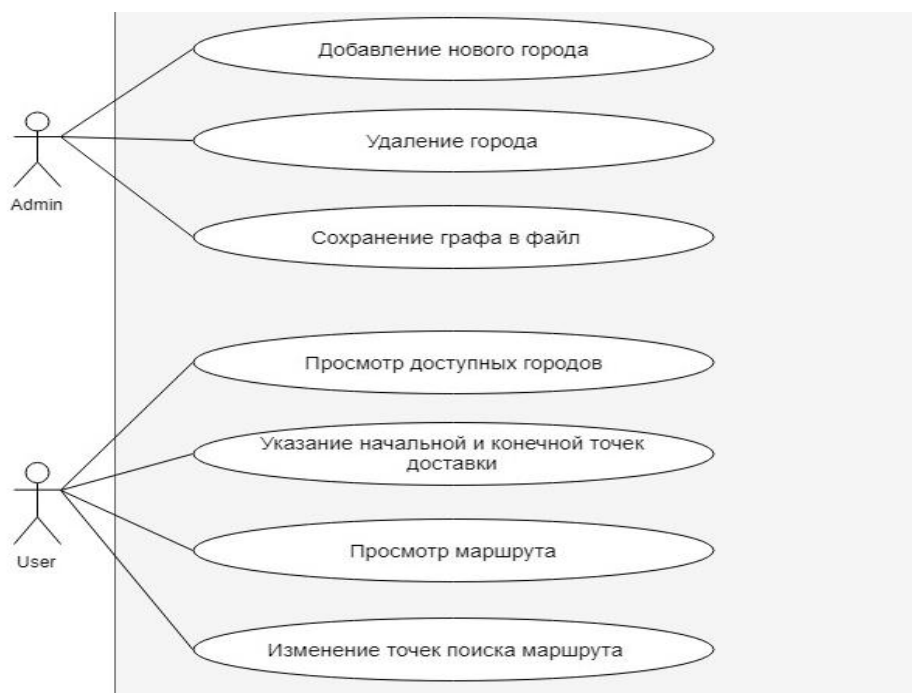 Добавление нового города
Удаление города
Admin
Сохранение графа в файл
Просмотр доступных городов
Указание начальной и конечной точек
доставки
User
Просмотр маршрута
Изменение точек поиска маршрута